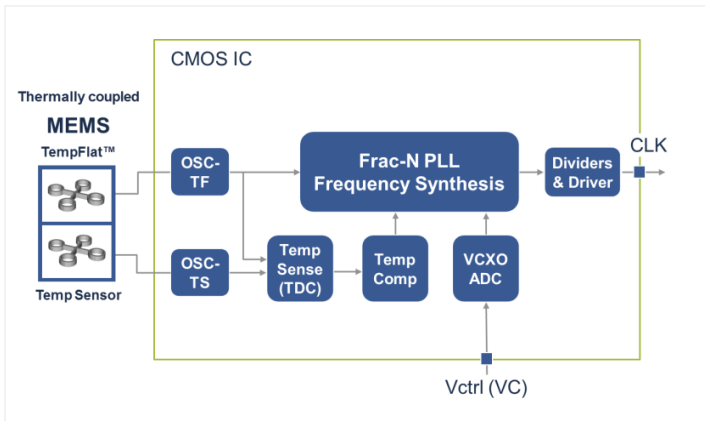 CMOS IC
Thermally coupled
MEMS
TempFlat™
OSC-
TF
Frac-N PLL
Frequency Synthesis
Dividers
& Driver
CLK
OSC-
TS
Temp
Sense
(TDC)
Temp
Comp
VCXO
ADC
Temp Sensor
Vctrl (VC)